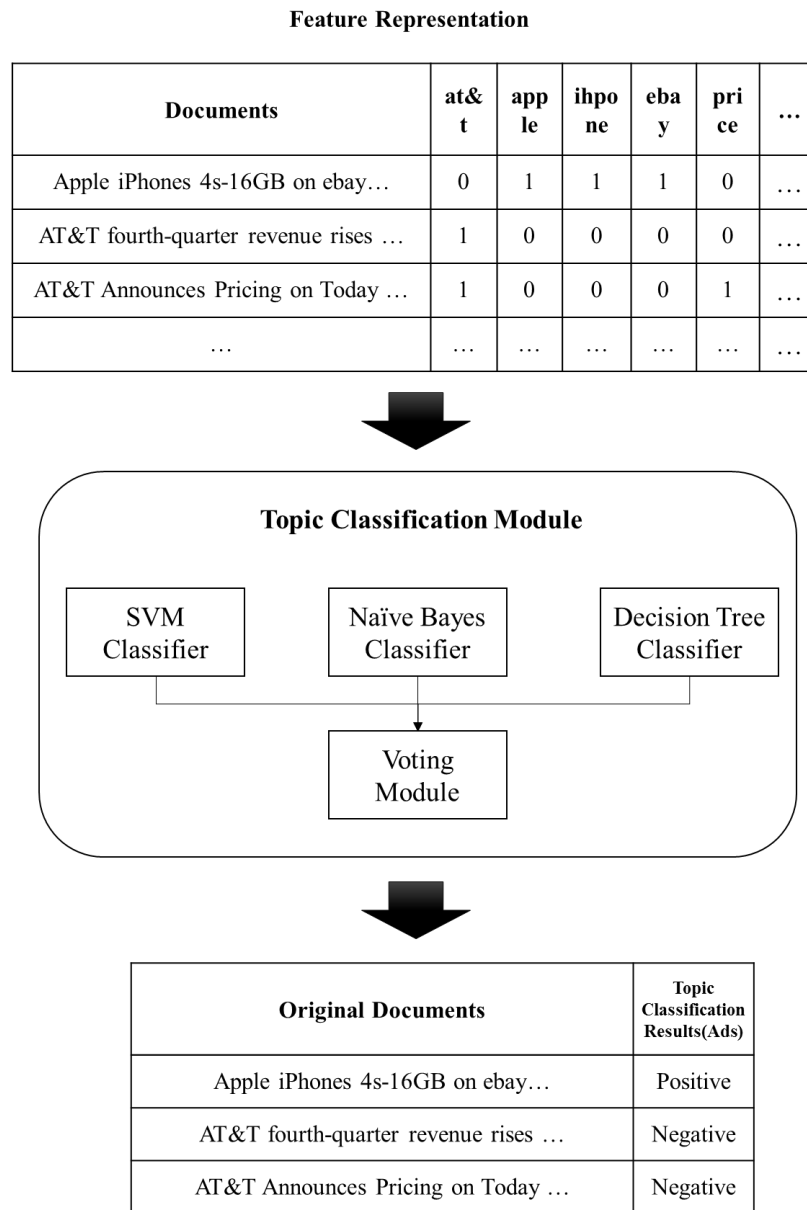 Feature Representation
Documents
at&
t
app
le
ihpo
ne
eba
y
pri
ce
…
Apple iPhones 4s-16GB on ebay… 0 1 1 1 0 …
AT&T fourth-quarter revenue rises … 1 0 0 0 0 …
AT&T Announces Pricing on Today … 1 0 0 0 1 …
… … … … … … …
Topic Classification Module
SVM
Classifier
Naïve Bayes
Classifier
Decision Tree
Classifier
Voting
Module
Original Documents
Topic
Classification
Results(Ads)
Apple iPhones 4s-16GB on ebay… Positive
AT&T fourth-quarter revenue rises … Negative
AT&T Announces Pricing on Today … Negative